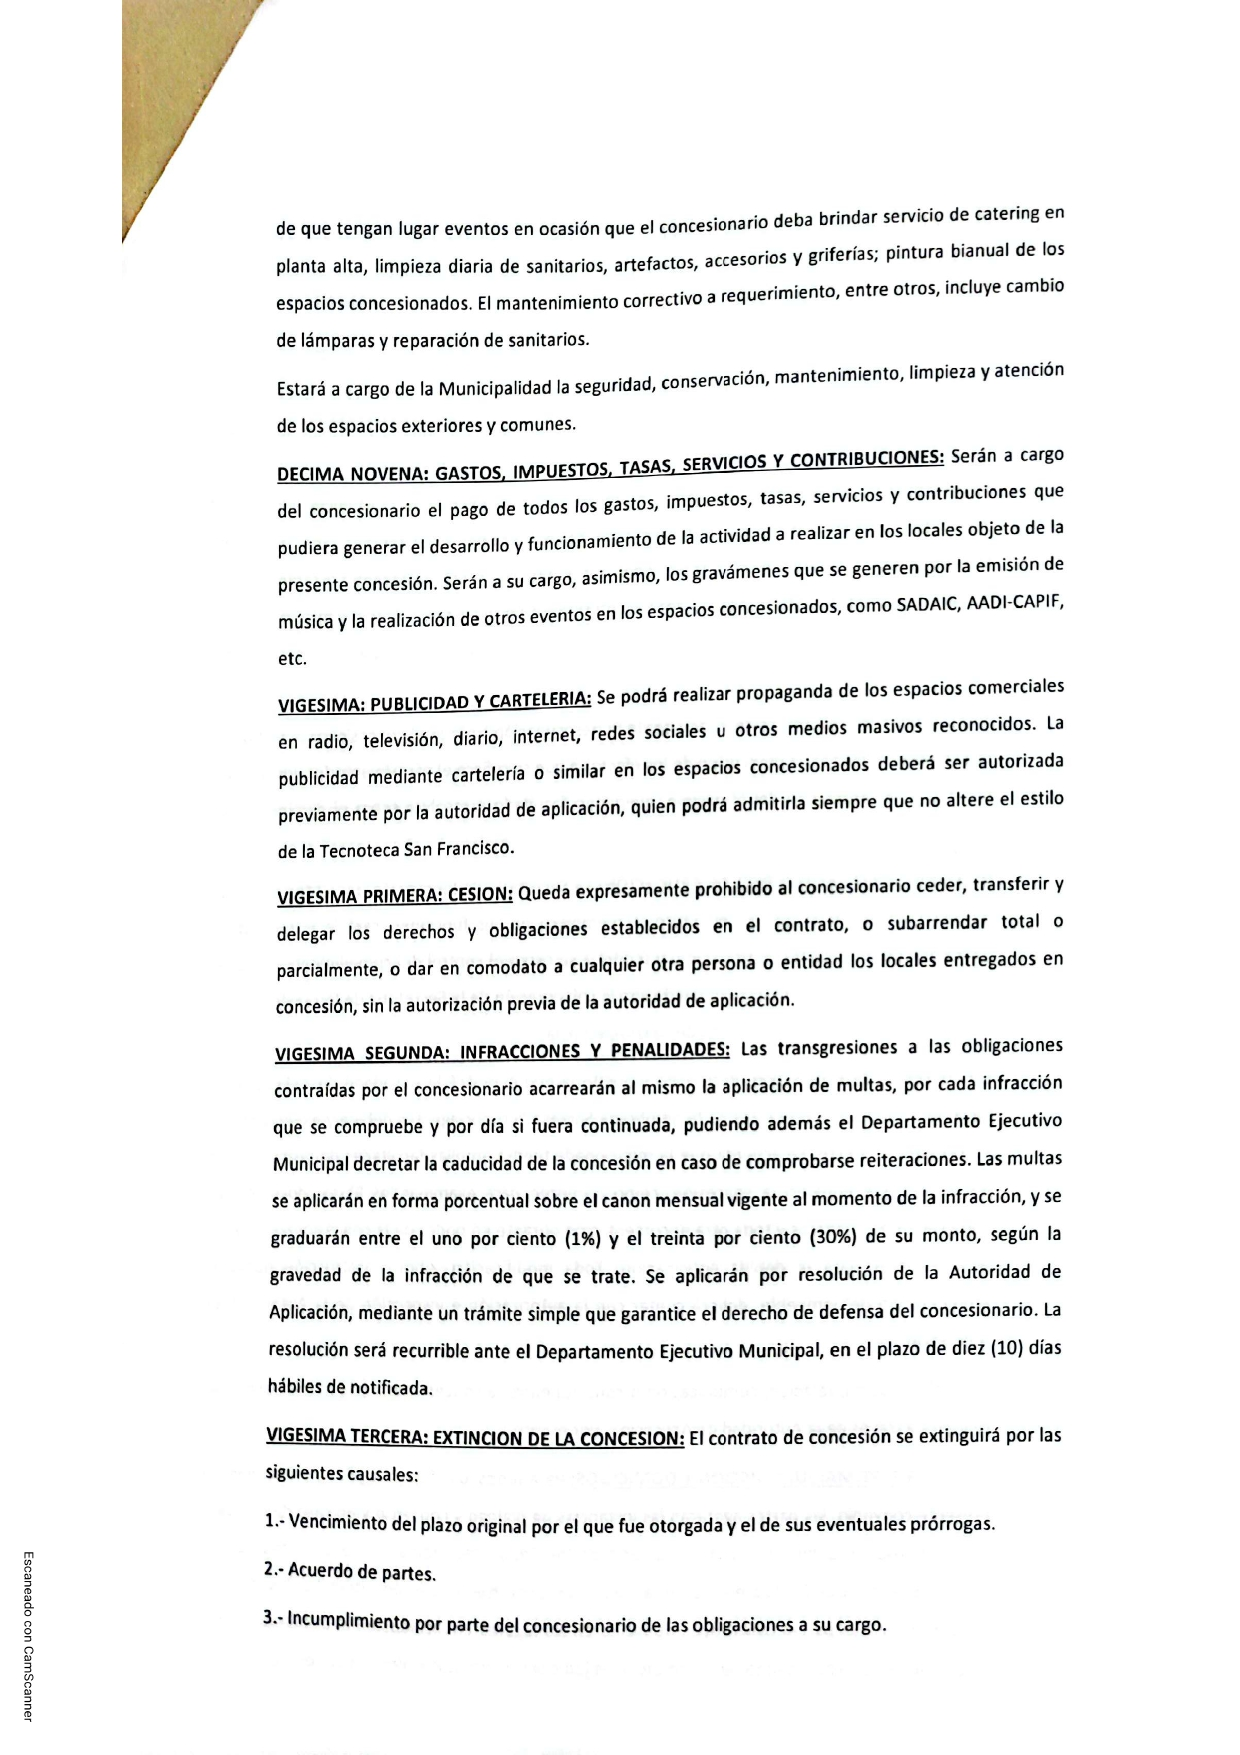 de que tengan lugar eventos en ocasión que el concesionario deba brindar servicio de catering en
planta alta, limpieza diaria de sanitarios, artefactos, accesorios y griferías; pintura bianual de los
espacios concesionados. El mantenimiento correctivo a requerimiento, entre otros, incluye cambio
de lámparas y reparación de sanitarios.
Estará a cargo de la Municipalidad la seguridad, conservación, mantenimiento, limpieza y atención
de los espacios exteriores y comunes.
DECIMA NOVENA: GASTOS, IMPUESTOS, TASAS, SERVICIOS Y CONTRIBUCIONES: Serán a cargo
del concesionario el pago de todos los gastos, impuestos, tasas, servicios y contribuciones que
pudiera generar el desarrollo y funcionamiento de la actividad a realizar en los locales objeto de la
presente concesión. Serán a su cargo, asimismo, los gravámenes que se generen por la emisión de
música y la realización de otros eventos en los espacios concesionados, como SADAIC, AADI-CAPIF,
etc.
VIGESIMA: PUBLICIDAD Y CARTELERIA: Se podrá realizar propaganda de los espacios comerciales
en radio, televisión, diario, internet, redes sociales u otros medios masivos reconocidos. La
publicidad mediante cartelería o similar en los espacios concesionados deberá ser autorizada
previamente por la autoridad de aplicación, quien podrá admitirla siempre que no altere el estilo
de la Tecnoteca San Francisco.
VIGESIMA PRIMERA: CESION: Queda expresamente prohibido al concesionario ceder, transferir y
delegar los derechos y obligaciones establecidos en el contrato, o subarrendar total o
parcialmente, o dar en comodato a cualquier otra persona o entidad los locales entregados en
concesión, sin la autorización previa de la autoridad de aplicación.
VIGESIMA SEGUNDA: INFRACCIONES Y PENALIDADES: Las transgresiones a las obligaciones
contraídas por el concesionario acarrearán al mismo la aplicación de multas, por cada infracción
que se compruebe y por día si fuera continuada, pudiendo además el Departamento Ejecutivo
Municipal decretar la caducidad de la concesión en caso de comprobarse reiteraciones. Las multas
se aplicarán en forma porcentual sobre el canon mensual vigente al momento de la infracción, y se
graduarán entre el uno por ciento (1%) y el treinta por ciento (30%) de su monto, según la
gravedad de la infracción de que se trate. Se aplicarán por resolución de la Autoridad de
Aplicación, mediante un trámite simple que garantice el derecho de defensa del concesionario. La
resolución será recurrible ante el Departamento Ejecutivo Municipal, en el plazo de diez (10) días
hábiles de notificada.
VIGESIMA TERCERA: EXTINCION DE LA CONCESION: El contrato de concesión se extinguirá por las
siguientes causales:
1.- Vencimiento del plazo original por el que fue otorgada y el de sus eventuales prórrogas.
2.- Acuerdo de partes.
3.- Incumplimiento por parte del concesionario de las obligaciones a su cargo.
Escaneado con CamScanner